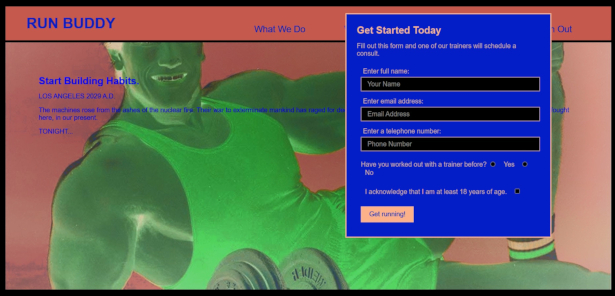 RUN BUDDY
What We Do
Out
Get Started Today
Fill out this form and one of our trainers will schedule a
consult.
Enter full name:
Your Name
Enter email address:
Email Address
Enter a telephone number:
Phone Number
Have you worked out with a trainer before? Yes
No
I acknowledge that I am at least 18 years of age.
Get running!
Start Building Habits.
LOS ANGELES 2029 A.D.
The machines rose from the ashes of the nuclear fire. Their war to exterminate mankind has raged for
here, in our present.
TONIGHT...